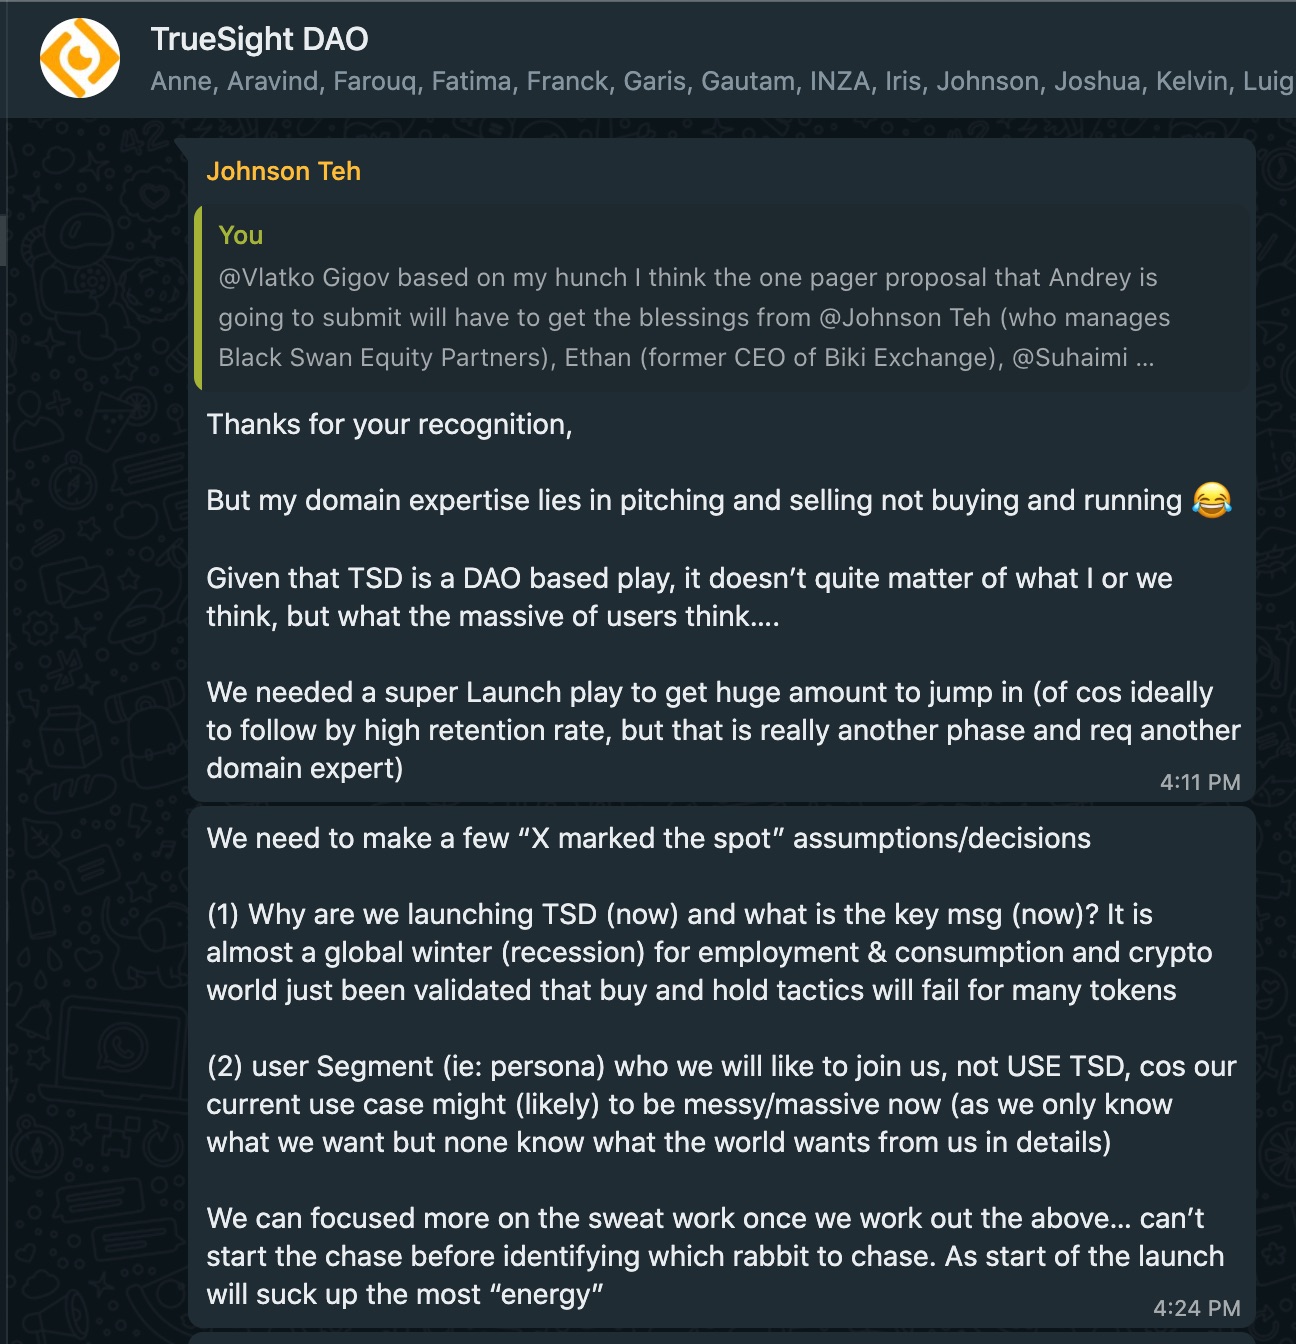 TrueSight DAO
Anne, Aravind, Farouq, Fatima, Franck, Garis, Gautam, INZA, Iris, Johnson, Joshua, Kelvin, Luig
Johnson Teh
You
@Vlatko Gigov based on my hunch I think the one pager proposal that Andrey is
going to submit will have to get the blessings from @Johnson Teh (who manages
Black Swan Equity Partners), Ethan (former CEO of Biki Exchange), @Suhaimi ...
Thanks for your recognition,
But my domain expertise lies in pitching and selling not buying and running 😂
Given that TSD is a DAO based play, it doesn’t quite matter of what I or we
think, but what the massive of users think....
We needed a super Launch play to get huge amount to jump in (of cos ideally
to follow by high retention rate, but that is really another phase and req another
domain expert)
4:11 PM
We need to make a few “X marked the spot” assumptions/decisions
(1) Why are we launching TSD (now) and what is the key msg (now)? It is
almost a global winter (recession) for employment & consumption and crypto
world just been validated that buy and hold tactics will fail for many tokens
(2) user Segment (ie: persona) who we will like to join us, not USE TSD, cos our
current use case might (likely) to be messy/massive now (as we only know
what we want but none know what the world wants from us in details)
We can focused more on the sweat work once we work out the above... can’t
start the chase before identifying which rabbit to chase. As start of the launch
will suck up the most “energy”
4:24 PM